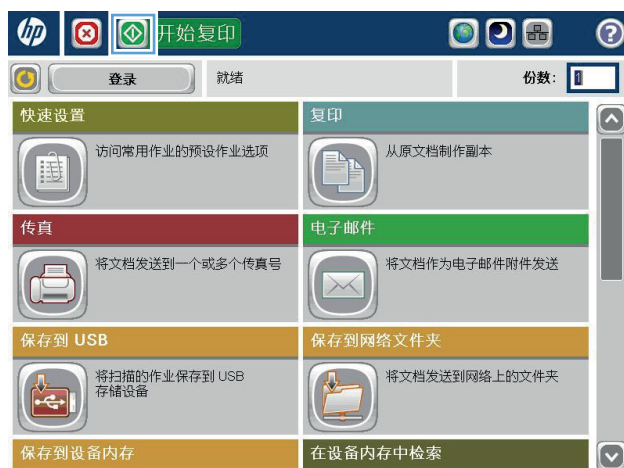 hp
开始复印
?
登录
就绪
份数:
1
快速设置
访问常用作业的预设作业选项
复印
从原文档制作副本
传真
将文档发送到一个或多个传真号
电子邮件
将文档作为电子邮件附件发送
保存到 USB
将扫描的作业保存到 USB
存储设备
保存到网络文件夹
将文档发送到网络上的文件夹
保存到设备内存
在设备内存中检索